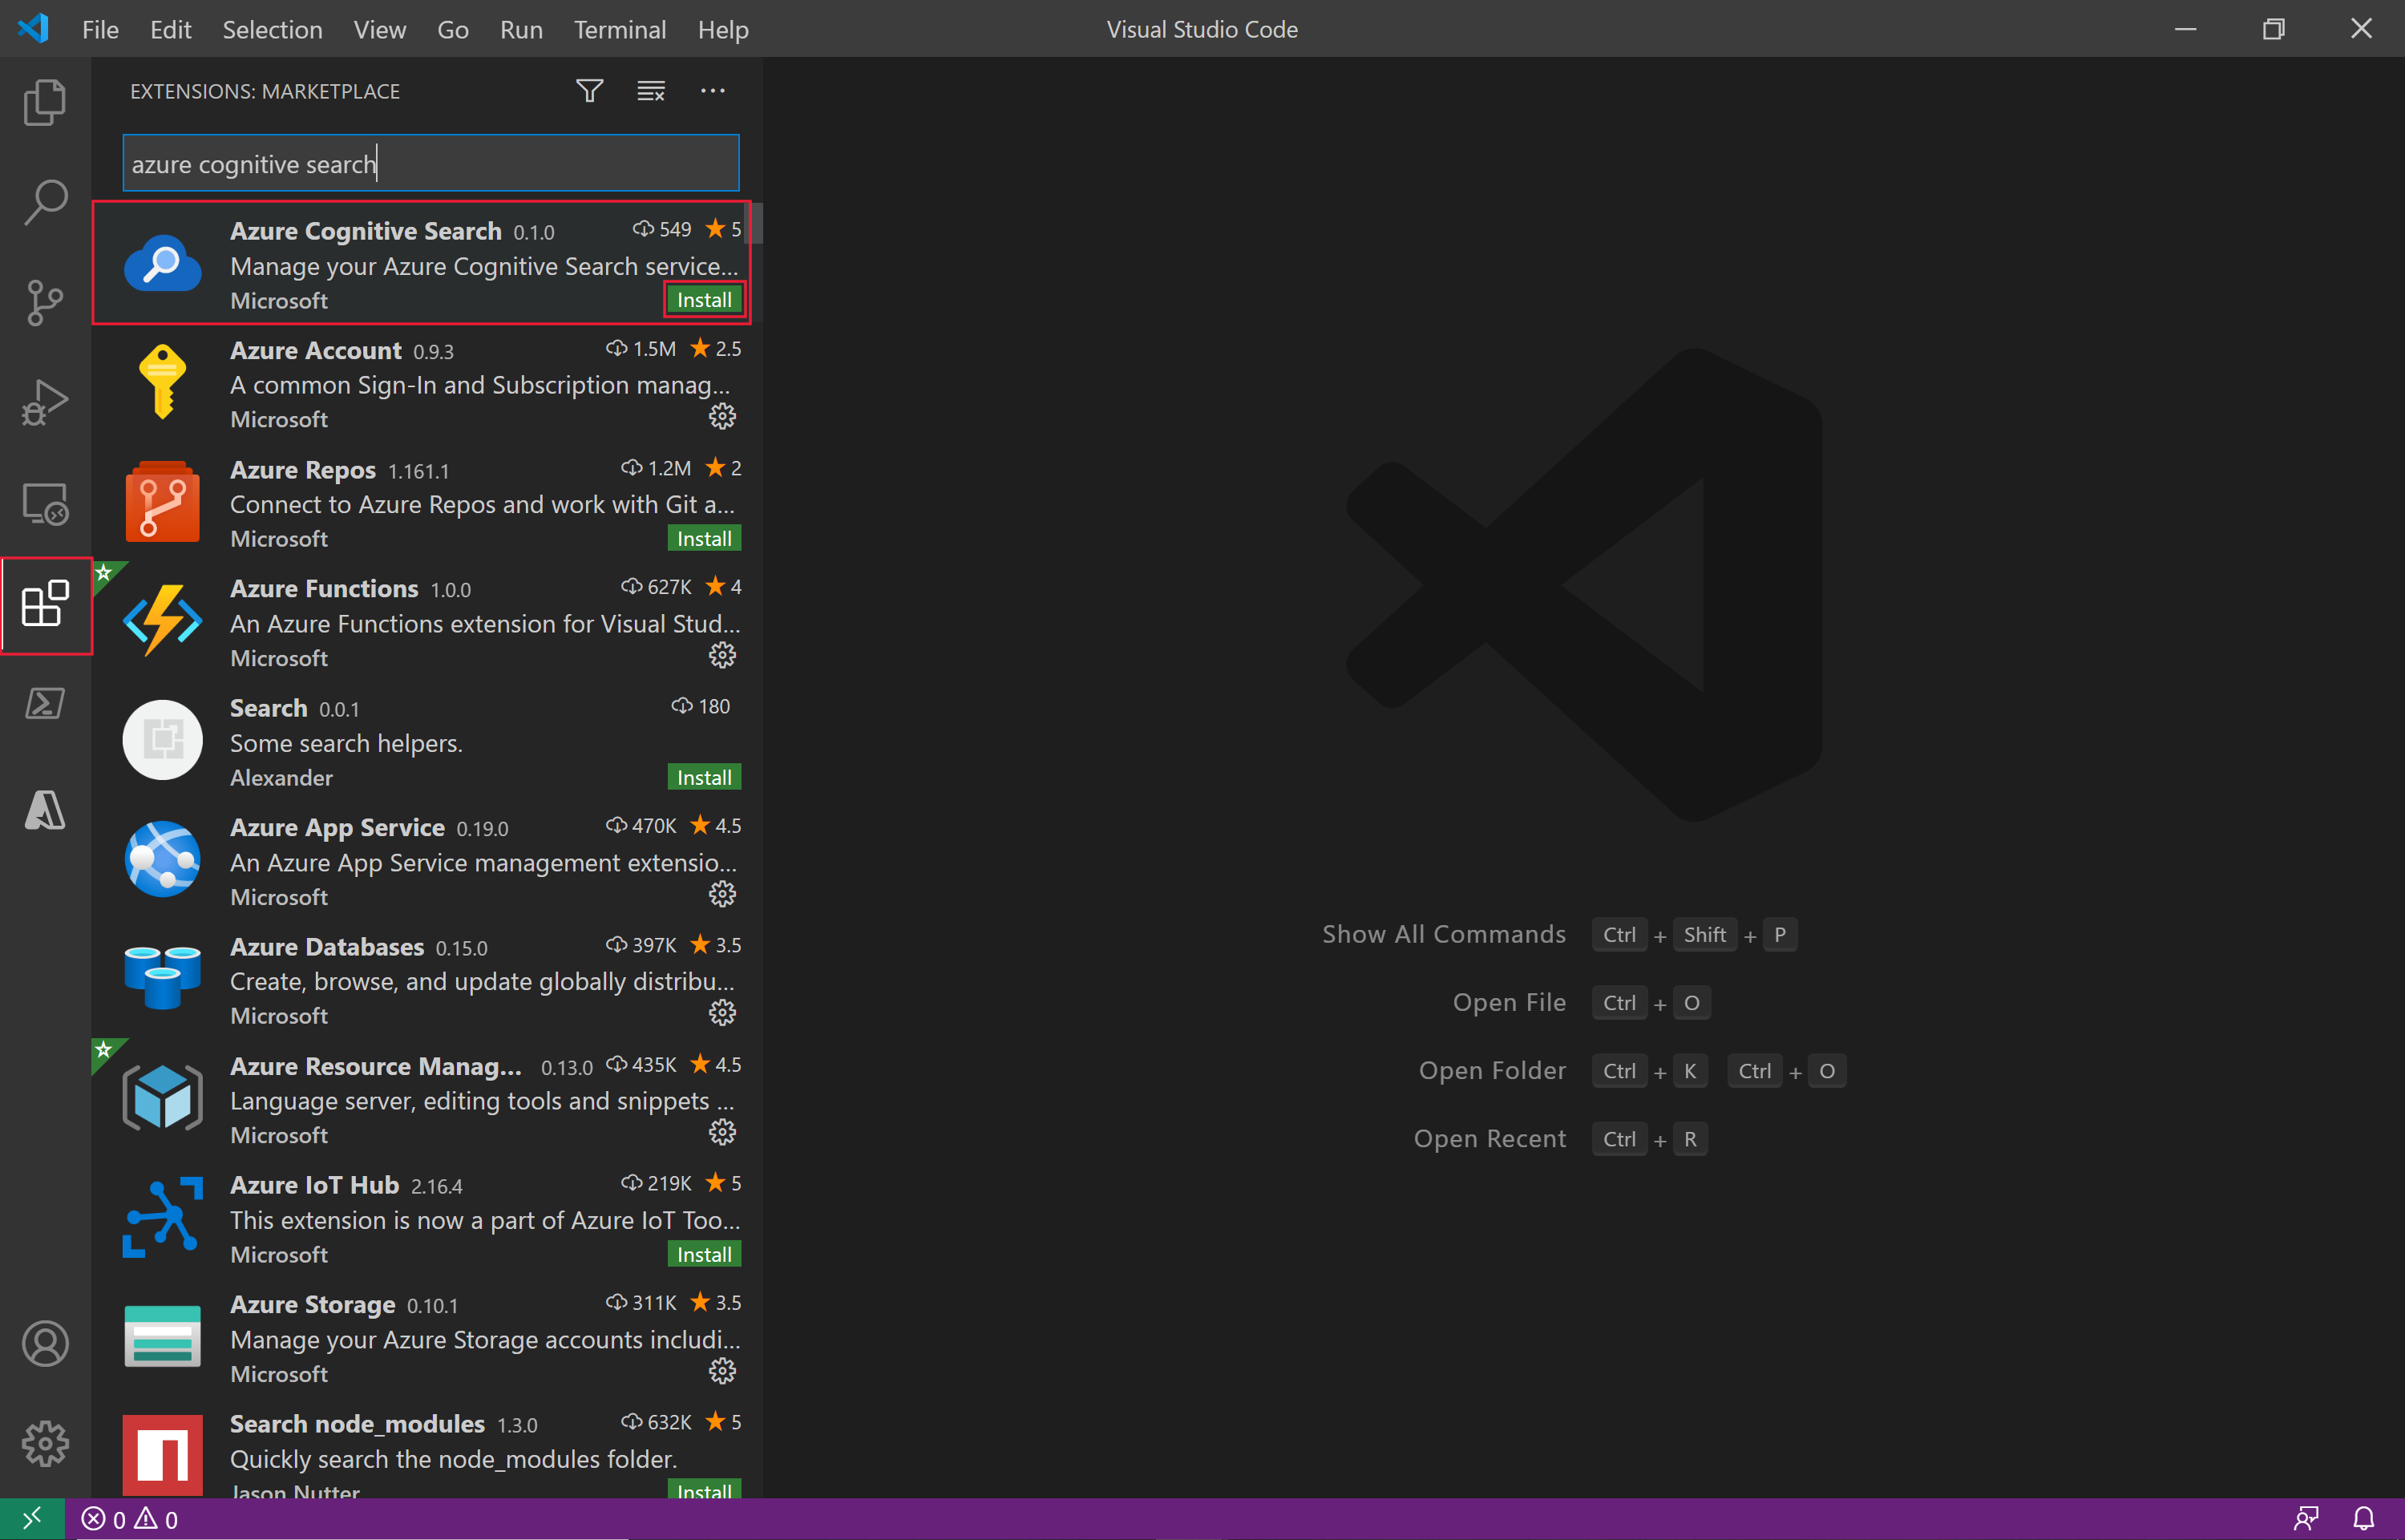 File Edit Selection View Go Run Terminal Help
Visual Studio Code
EXTENSIONS: MARKETPLACE
azure cognitive search
Azure Cognitive Search 0.1.0 549 5
Manage your Azure Cognitive Search service...
Microsoft Install
Azure Account 0.9.3 1.5M 2.5
A common Sign-In and Subscription manag...
Microsoft
Azure Repos 1.161.1 1.2M 2
Connect to Azure Repos and work with Git a...
Microsoft Install
Azure Functions 1.0.0 627K 4
An Azure Functions extension for Visual Stud...
Microsoft
Search 0.0.1 180
Some search helpers.
Alexander Install
Azure App Service 0.19.0 470K 4.5
An Azure App Service management extensio...
Microsoft
Azure Databases 0.15.0 397K 3.5
Create, browse, and update globally distribu...
Microsoft
Azure Resource Manag... 0.13.0 435K 4.5
Language server, editing tools and snippets ...
Microsoft
Azure IoT Hub 2.16.4 219K 5
This extension is now a part of Azure IoT Too...
Microsoft Install
Azure Storage 0.10.1 311K 3.5
Manage your Azure Storage accounts includi...
Microsoft
Search node_modules 1.3.0 632K 5
Quickly search the node_modules folder.
Jason Nutter Install
Show All Commands Ctrl + Shift + P
Open File Ctrl + O
Open Folder Ctrl + K Ctrl + O
Open Recent Ctrl + R
0 0